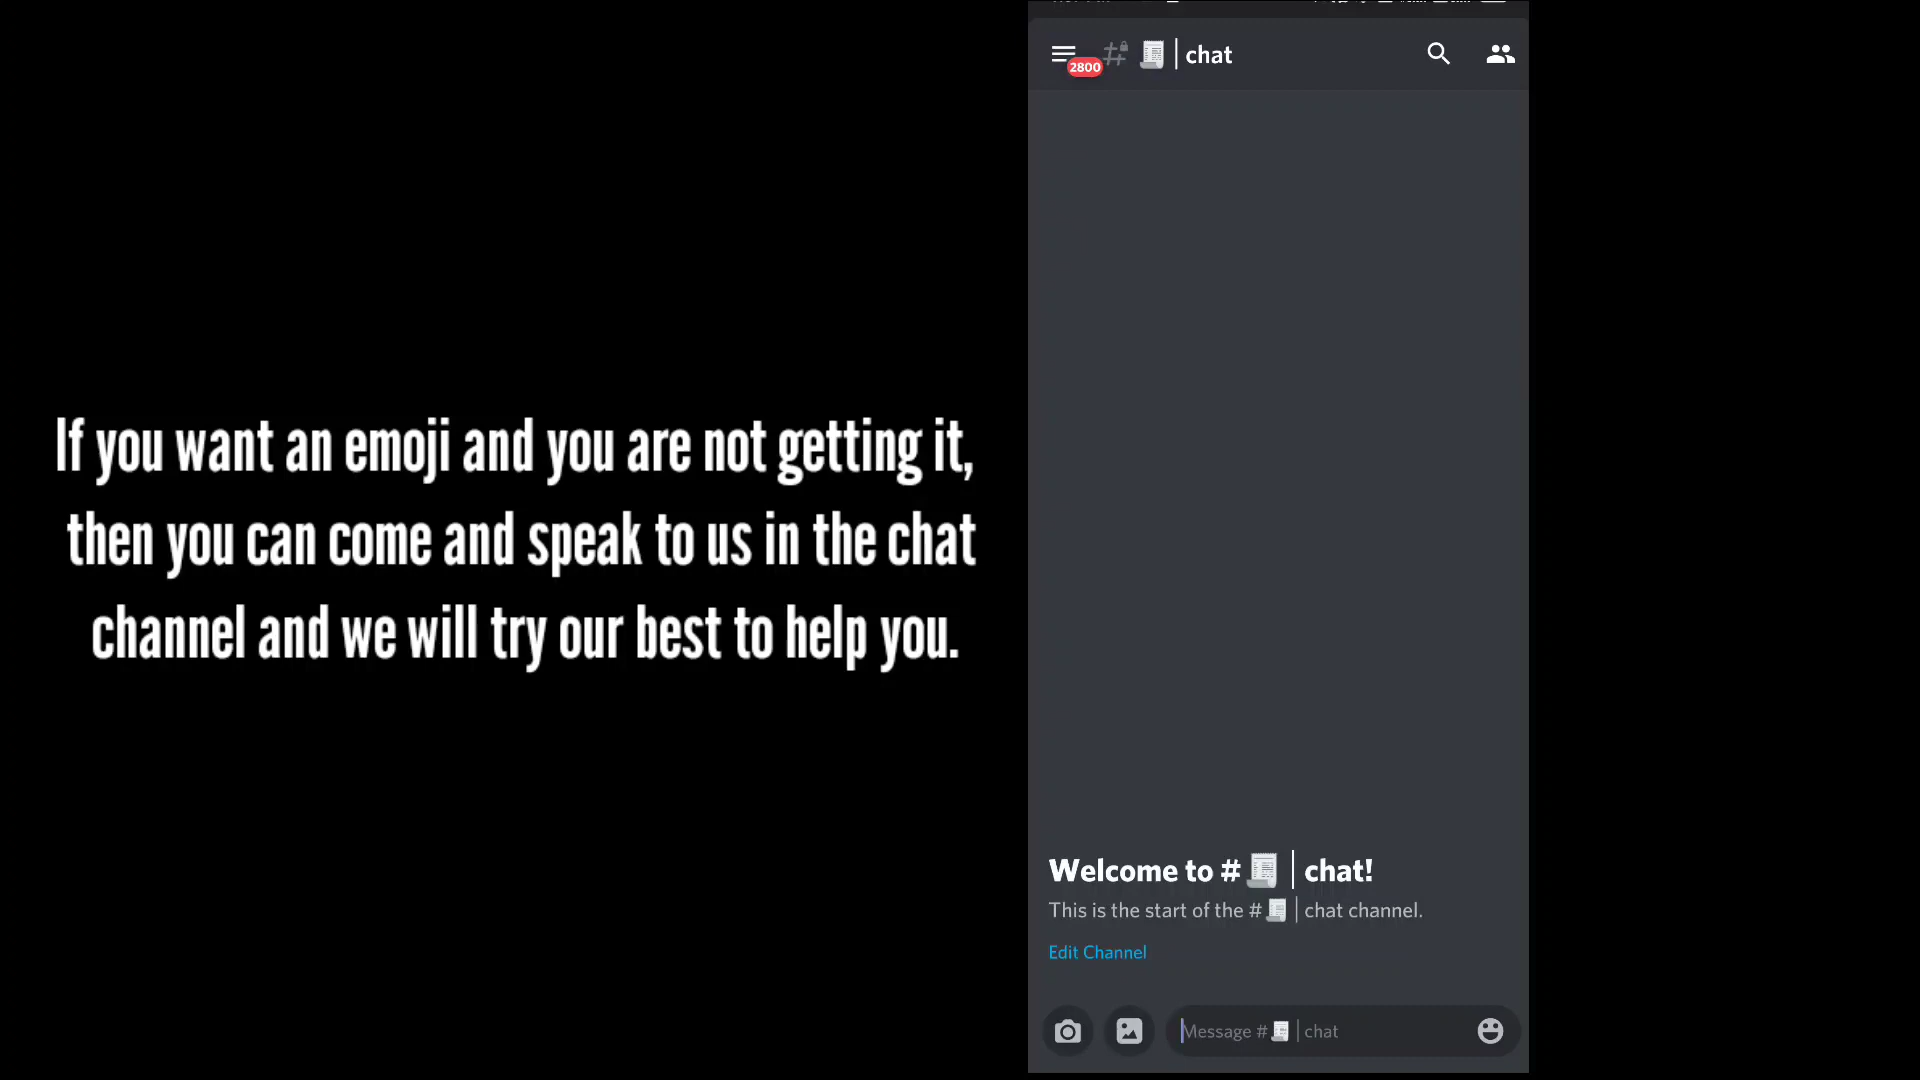 If you want an emoji and you are not getting it,
then you can come and speak to us in the chat
channel and we will try our best to help you.
2800
# | chat
Welcome to # | chat!
This is the start of the # | chat channel.
Edit Channel
Message # | chat